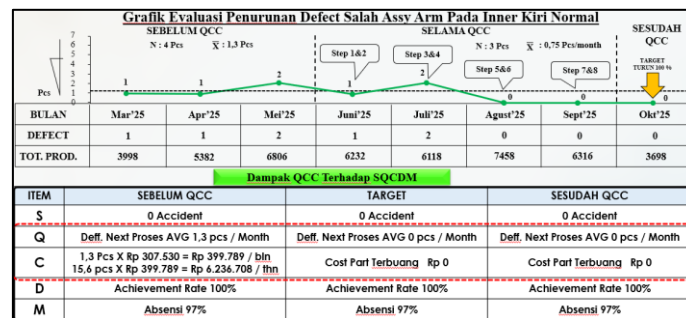 Grafik Evaluasi Penurunan Defect Salah Assy Arm Pada Inner Kiri Normal
SEBELUM QCC
SELAMA QCC
SESUDAH QCC
N : 4 Pcs X : 1,3 Pcs
N : 3 Pcs X : 0,75 Pcs/month
TARGET TURUN 100 %
Pcs
7
6
5
4
3
2
1
0
Step 1&2
Step 3&4
Step 5&6
Step 7&8
1 1 2 1 2 0 0 0
BULAN Mar'25 Apr'25 Mei'25 Juni'25 Juli'25 Agust'25 Sept'25 Okt'25
DEFECT 1 1 2 1 2 0 0 0
TOT. PROD. 3998 5382 6806 6232 6118 7458 6316 3698
Dampak QCC Terhadap SQCDM
ITEM SEBELUM QCC TARGET SESUDAH QCC
S 0 Accident 0 Accident 0 Accident
Q Deff. Next Proses AVG 1,3 pcs / Month Deff. Next Proses AVG 0 pcs / Month Deff. Next Proses AVG 0 pcs / Month
C 1,3 Pcs X Rp 307.530 = Rp 399.789 / bln Cost Part Terbuang Rp 0 Cost Part Terbuang Rp 0
15,6 pcs X Rp 399.789 = Rp 6.236.708 / thn
D Achievement Rate 100% Achievement Rate 100% Achievement Rate 100%
M Absensi 97% Absensi 97% Absensi 97%